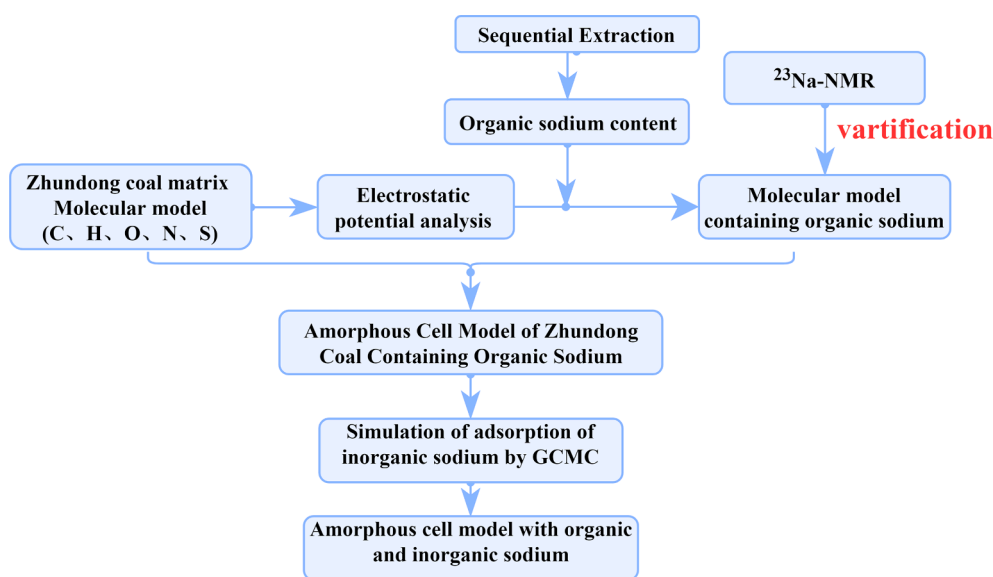 Sequential Extraction
²³Na-NMR
vartification
Organic sodium content
Zhundong coal matrix
Molecular model
(C、H、O、N、S)
Electrostatic
potential analysis
Molecular model
containing organic sodium
Amorphous Cell Model of Zhundong
Coal Containing Organic Sodium
Simulation of adsorption of
inorganic sodium by GCMC
Amorphous cell model with organic
and inorganic sodium